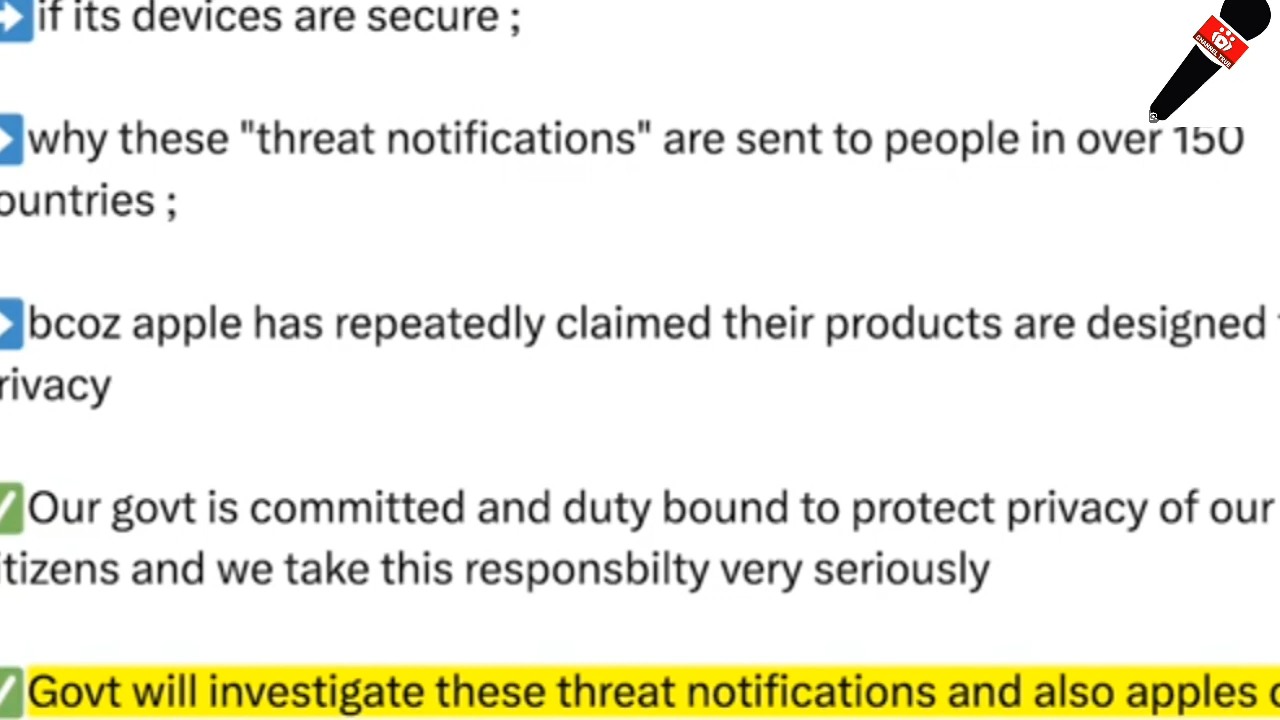 if its devices are secure ;
CHANNEL TRUE
why these "threat notifications" are sent to people in over 150
ountries ;
bcoz apple has repeatedly claimed their products are designed
rivacy
Our govt is committed and duty bound to protect privacy of our
itizens and we take this responsbilty very seriously
Govt will investigate these threat notifications and also apples